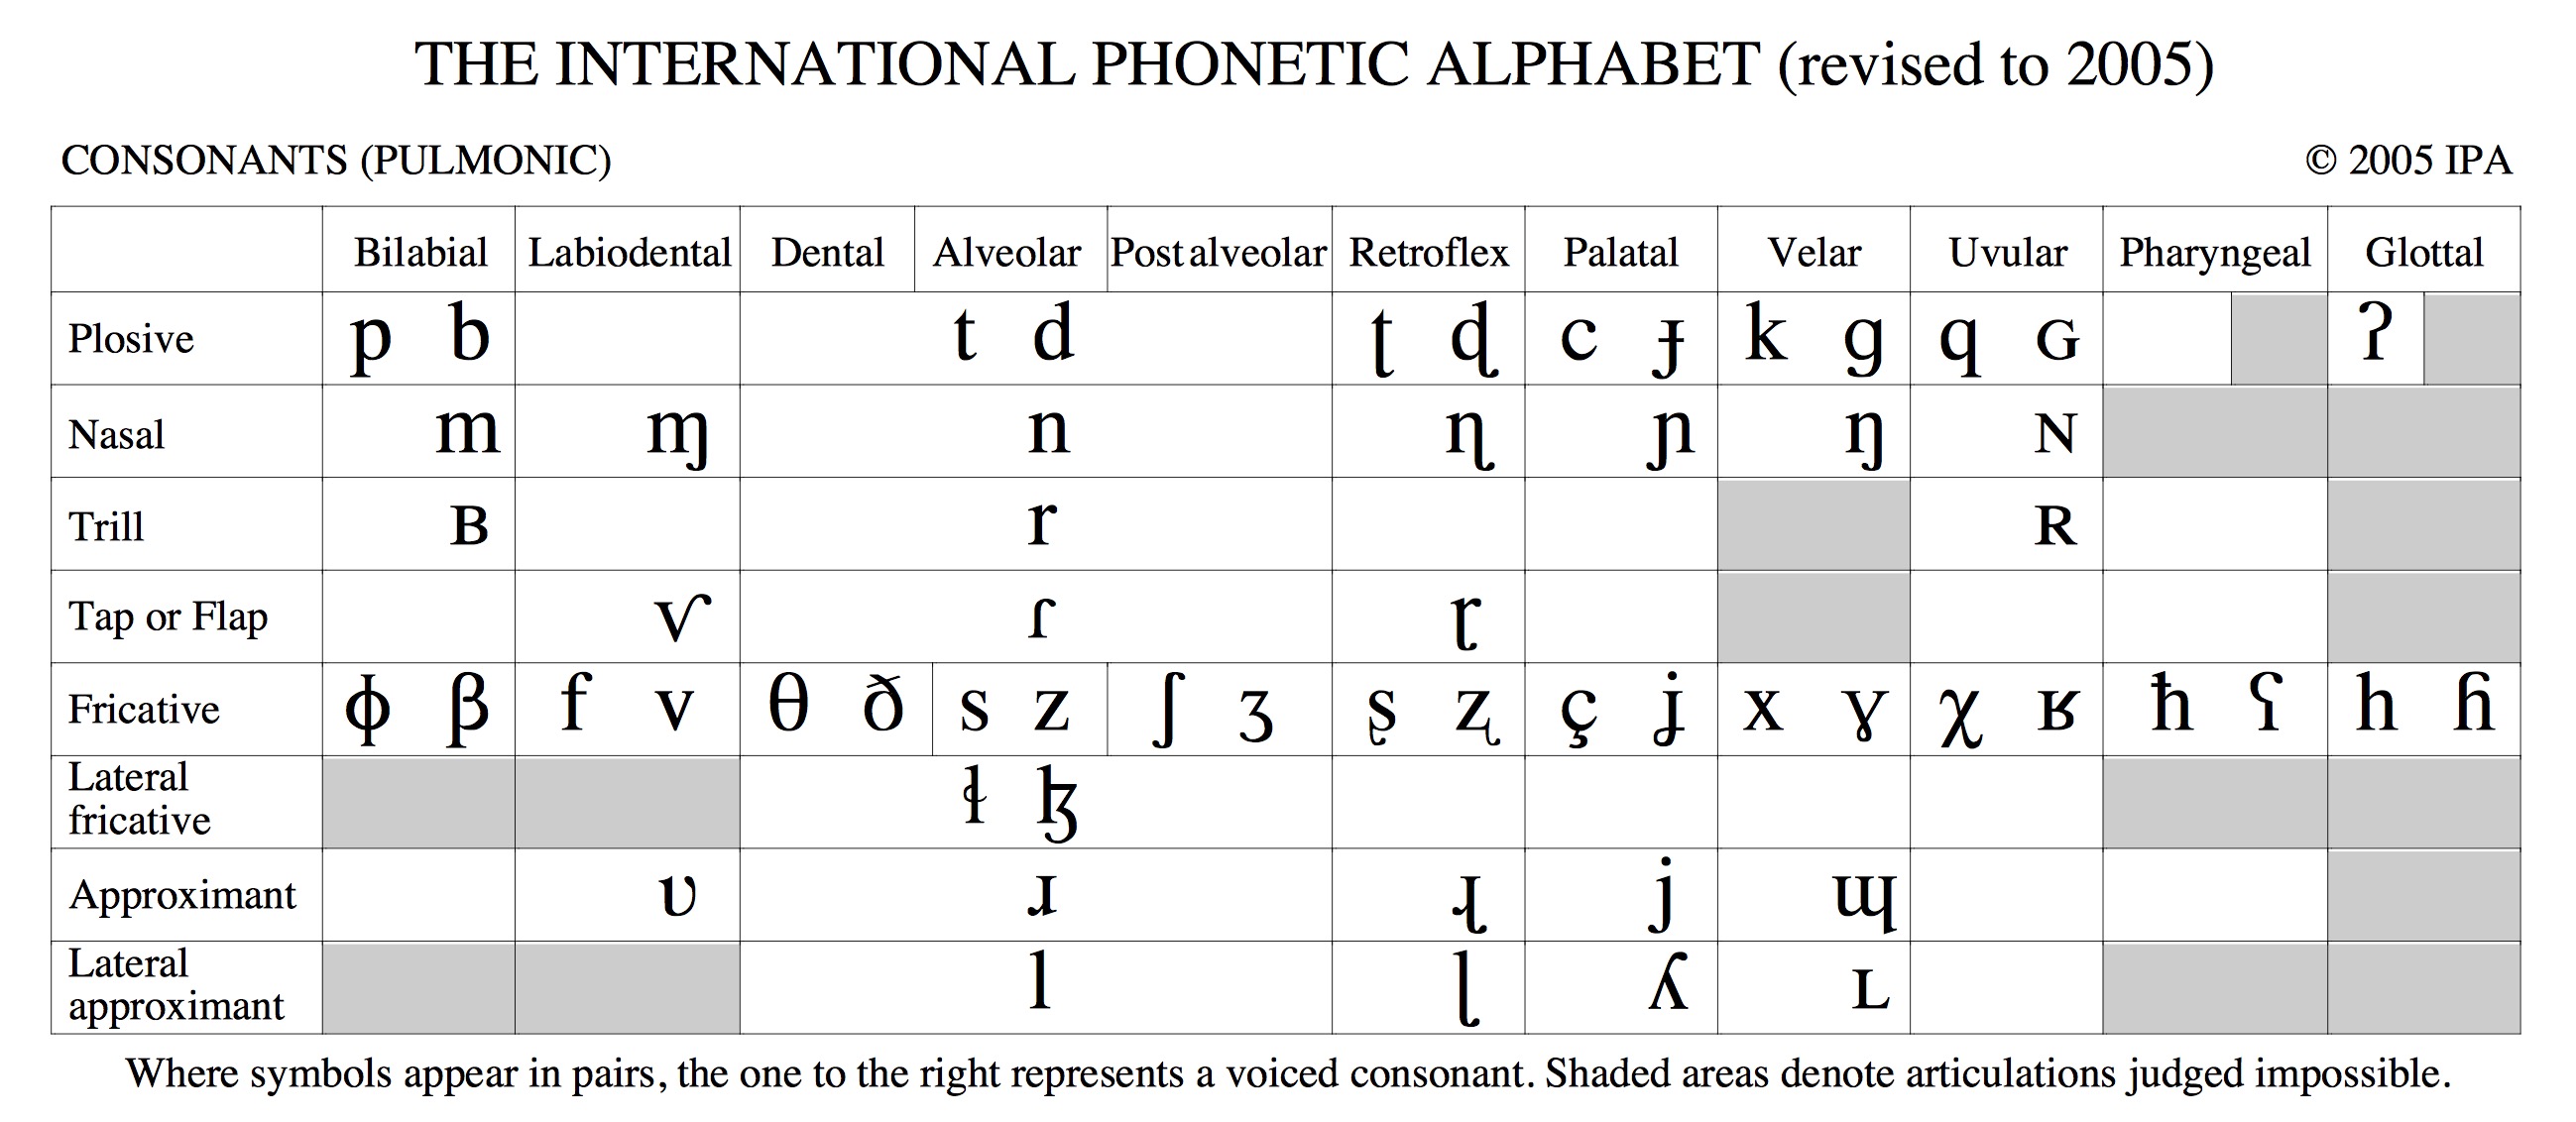 THE INTERNATIONAL PHONETIC ALPHABET (revised to 2005)
CONSONANTS (PULMONIC) © 2005 IPA
Bilabial Labiodental Dental Alveolar Postalveolar Retroflex Palatal Velar Uvular Pharyngeal Glottal
Plosive p b t d ʈ ɖ c ɟ k ɡ q ɢ ʔ
Nasal m ɱ n ɳ ɲ ŋ ɴ
Trill ʙ r ʀ
Tap or Flap ⱱ ɾ ɽ
Fricative ɸ β f v θ ð s z ʃ ʒ ʂ ʐ ç ʝ x ɣ χ ʁ ħ ʕ h ɦ
Lateral
fricative ɬ ɮ
Approximant ʋ ɹ ɻ j ɰ
Lateral
approximant l ɭ ʎ ʟ
Where symbols appear in pairs, the one to the right represents a voiced consonant. Shaded areas denote articulations judged impossible.